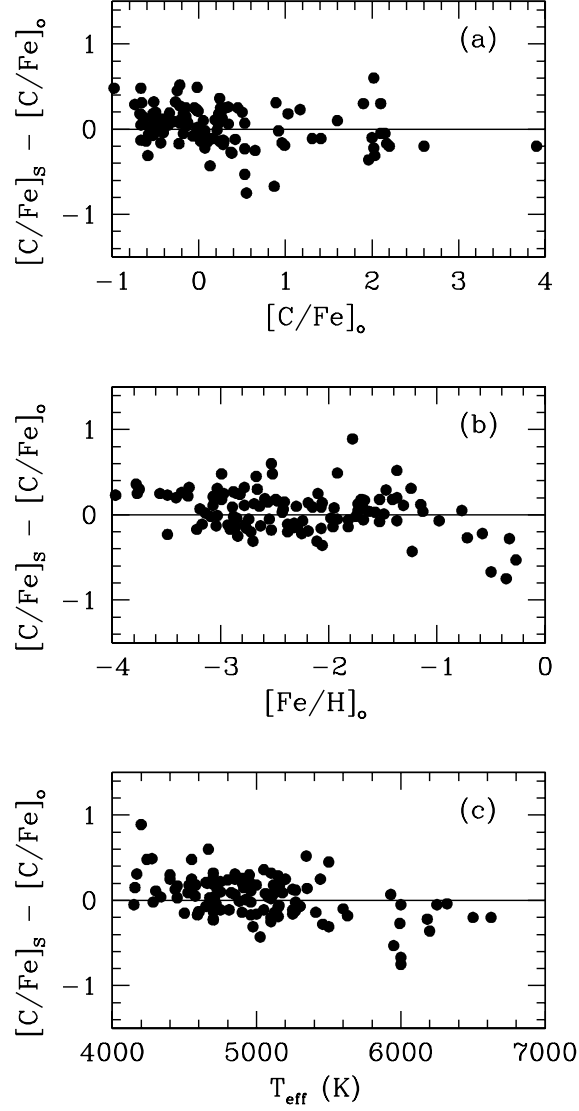 (a)
1
0
−1
[C/Fe]S − [C/Fe]o
−1 0 1 2 3 4
[C/Fe]o
(b)
1
0
−1
[C/Fe]S − [C/Fe]o
−4 −3 −2 −1 0
[Fe/H]o
(c)
1
0
−1
[C/Fe]S − [C/Fe]o
4000 5000 6000 7000
Teff (K)